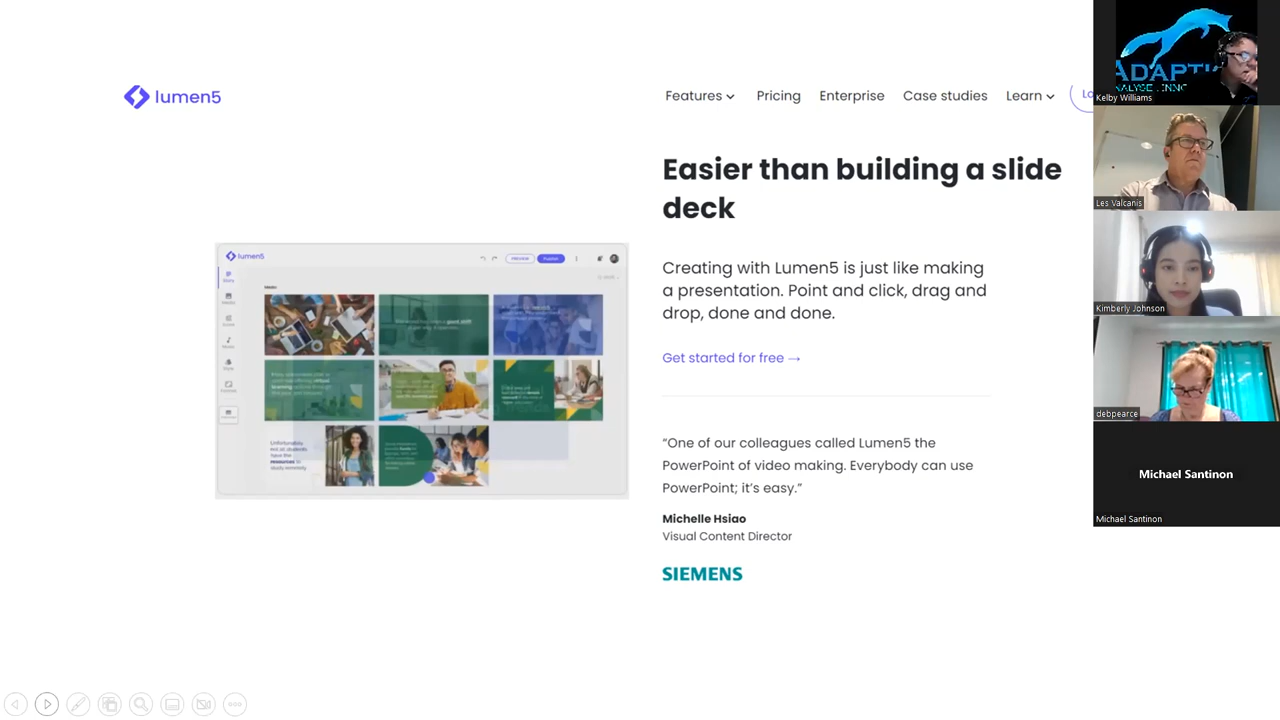 lumen5
Features
Pricing
Enterprise
Case studies
Learn
Easier than building a slide
deck
Creating with Lumen5 is just like making
a presentation. Point and click, drag and
drop, done and done.
Get started for free →
“One of our colleagues called Lumen5 the
PowerPoint of video making. Everybody can use
PowerPoint; it’s easy.”
Michelle Hsiao
Visual Content Director
SIEMENS
lumen5
Unfortunately
Kelby Williams
Les Valcanis
Kimberly Johnson
debpearce
Michael Santinon
Michael Santinon